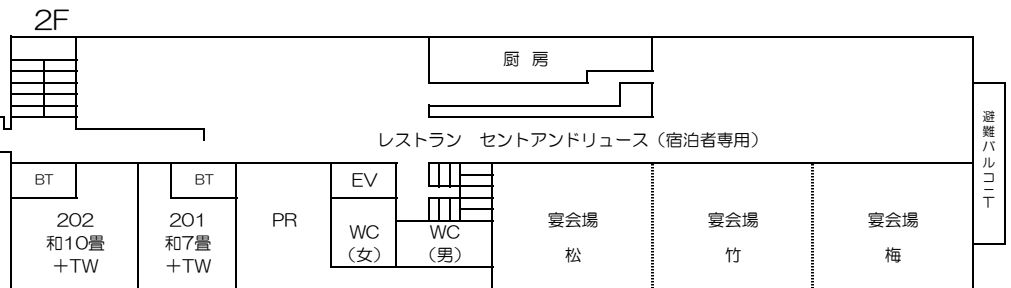 2F
厨 房
レストラン セントアンドリュース（宿泊者専用）
避難バルコニー
BT
BT
EV
202
和10畳
＋TW
201
和7畳
＋TW
PR
WC
（女）
WC
（男）
宴会場
松
宴会場
竹
宴会場
梅